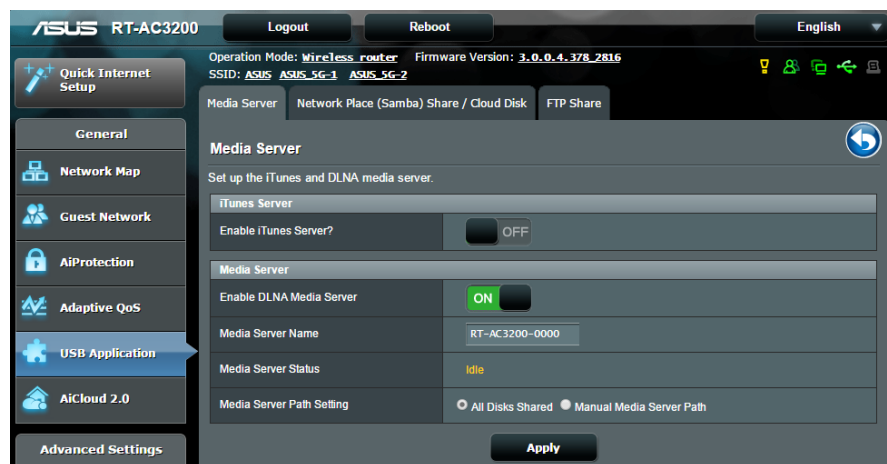 ASUS RT-AC3200 Logout Reboot English
Quick Internet Setup
Operation Mode: Wireless router Firmware Version: 3.0.0.4.378_2816
SSID: ASUS ASUS_5G-1 ASUS_5G-2
Media Server Network Place (Samba) Share / Cloud Disk FTP Share
General
Network Map
Guest Network
AiProtection
Adaptive QoS
USB Application
AiCloud 2.0
Advanced Settings
Media Server
Set up the iTunes and DLNA media server.
iTunes Server
Enable iTunes Server? OFF
Media Server
Enable DLNA Media Server ON
Media Server Name RT-AC3200-0000
Media Server Status Idle
Media Server Path Setting All Disks Shared Manual Media Server Path
Apply